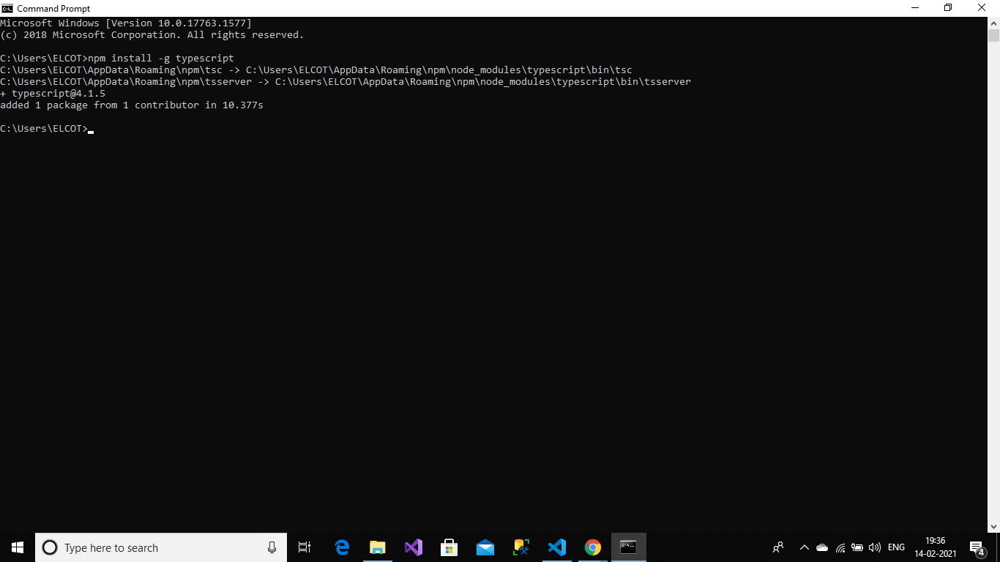 Command Prompt
Microsoft Windows [Version 10.0.17763.1577]
(c) 2018 Microsoft Corporation. All rights reserved.
C:\Users\ELCOT>npm install -g typescript
C:\Users\ELCOT\AppData\Roaming\npm\tsc -> C:\Users\ELCOT\AppData\Roaming\npm\node_modules\typescript\bin\tsc
C:\Users\ELCOT\AppData\Roaming\npm\tsserver -> C:\Users\ELCOT\AppData\Roaming\npm\node_modules\typescript\bin\tsserver
+ typescript@4.1.5
added 1 package from 1 contributor in 10.377s
C:\Users\ELCOT>
Type here to search
ENG
19:36
14-02-2021
4